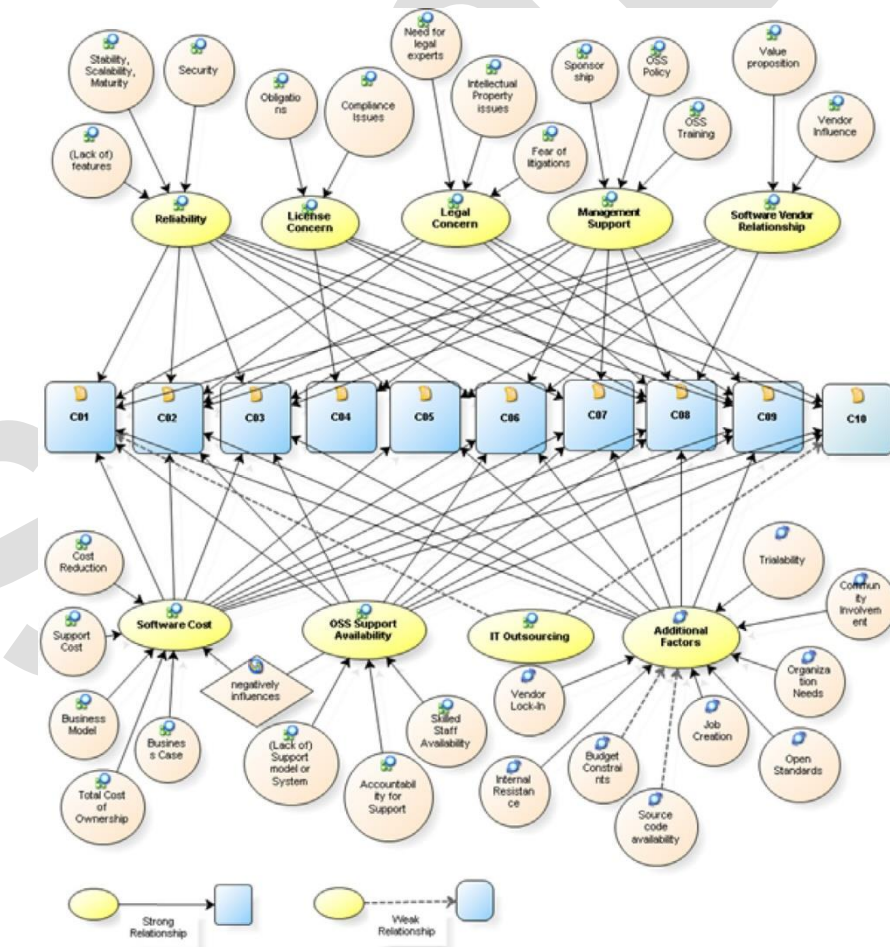 Stability,
Scalability,
Maturity
Security
(Lack of)
features
Obligatio
ns
Compliance
Issues
Need for
legal
experts
Intellectual
Property
issues
Fear of
litigations
Sponsor
ship
OSS
Policy
OSS
Training
Value
proposition
Vendor
Influence
Reliability
License
Concern
Legal
Concern
Management
Support
Software Vendor
Relationship
C01
C02
C03
C04
C05
C06
C07
C08
C09
C10
Cost
Reduction
Support
Cost
Business
Model
Total Cost
of
Ownership
Busines
s Case
Software Cost
negatively
influences
OSS Support
Availability
(Lack of)
Support
model or
System
Accountabil
ity for
Support
Skilled
Staff
Availability
IT Outsourcing
Additional
Factors
Vendor
Lock-In
Internal
Resistan
ce
Budget
Constrai
nts
Source
code
availability
Job
Creation
Open
Standards
Organiza
tion
Needs
Commun
ity
Involvem
ent
Trialability
Strong
Relationship
Weak
Relationship